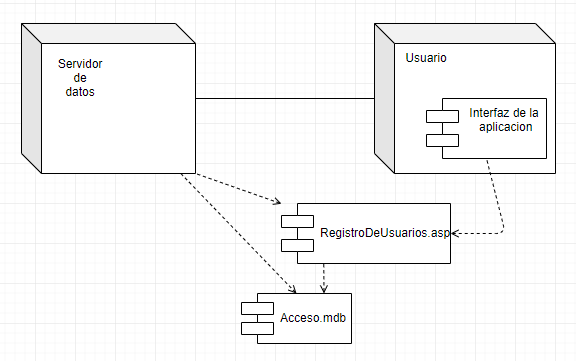 Servidor
de
datos
Usuario
Interfaz de la
aplicacion
RegistroDeUsuarios.asp
Acceso.mdb